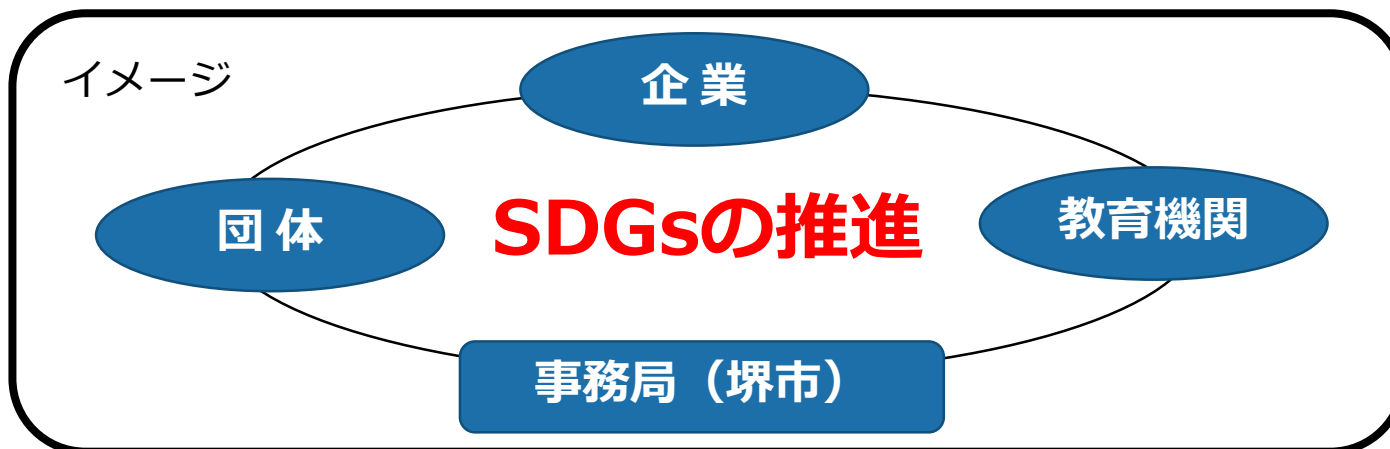 イメージ
企 業
団 体
SDGsの推進
教育機関
事務局（堺市）